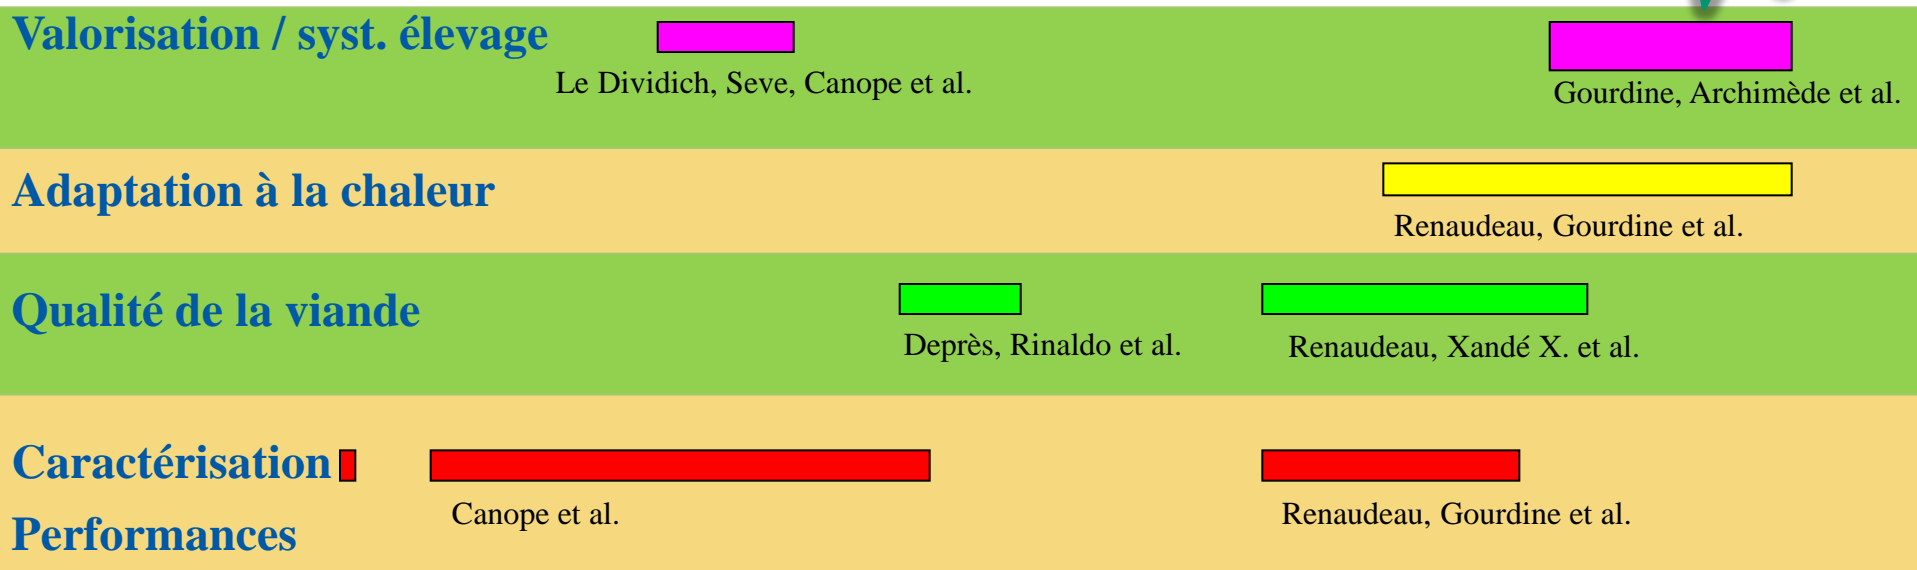 Valorisation / syst. élevage
Le Dividich, Seve, Canope et al.
Gourdine, Archimède et al.
Adaptation à la chaleur
Renaudeau, Gourdine et al.
Qualité de la viande
Deprès, Rinaldo et al.
Renaudeau, Xandé X. et al.
Caractérisation
Performances
Canope et al.
Renaudeau, Gourdine et al.